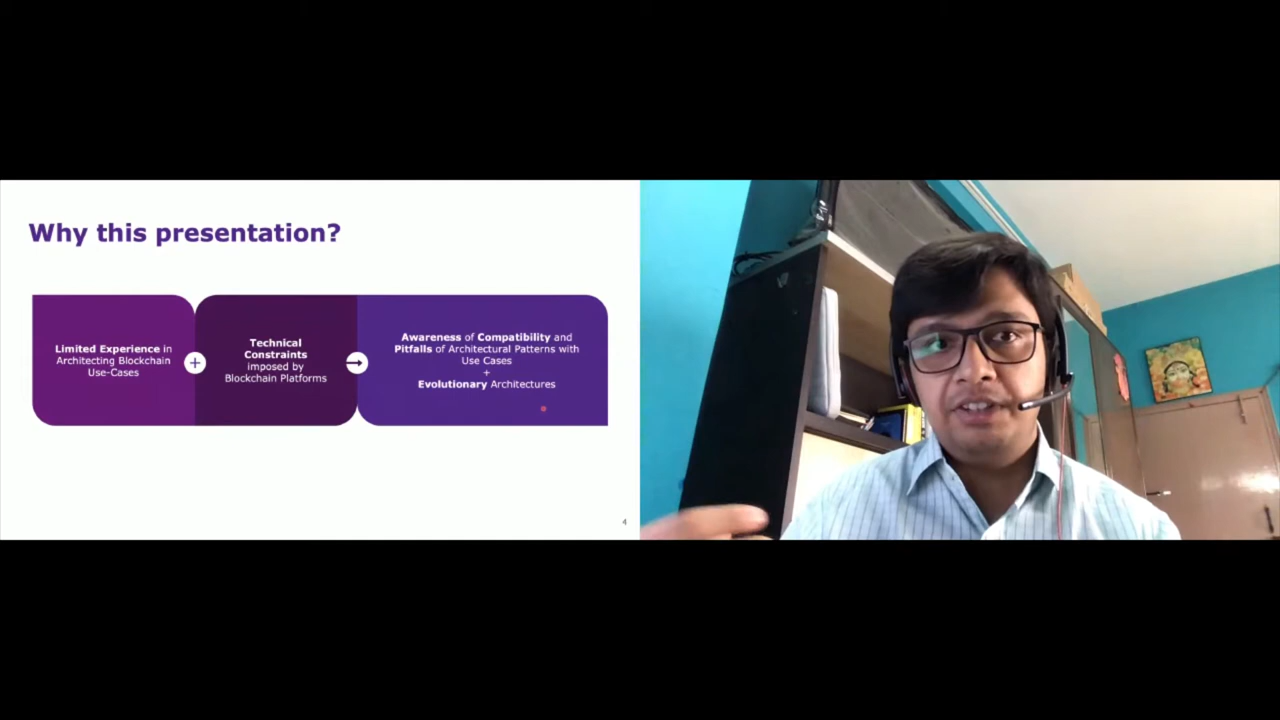 Why this presentation?
Limited Experience in
Architecting Blockchain
Use-Cases
+
Technical
Constraints
imposed by
Blockchain Platforms
Awareness of Compatibility and
Pitfalls of Architectural Patterns with
Use Cases
+
Evolutionary Architectures
4